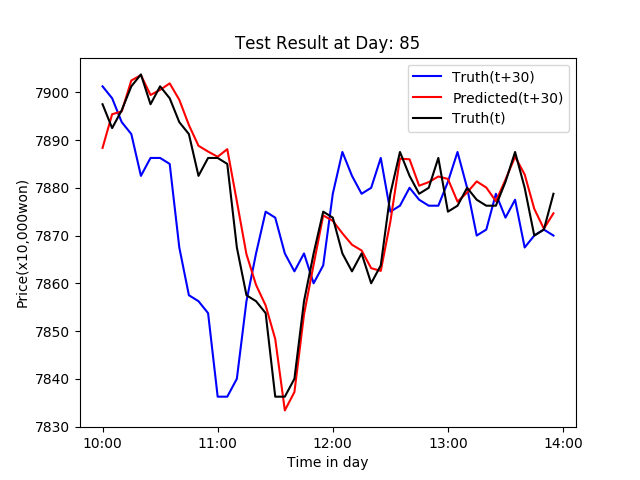 Test Result at Day: 85
Truth(t+30)
Predicted(t+30)
Truth(t)
Price(x10,000won)
7900
7890
7880
7870
7860
7850
7840
7830
10:00 11:00 12:00 13:00 14:00
Time in day